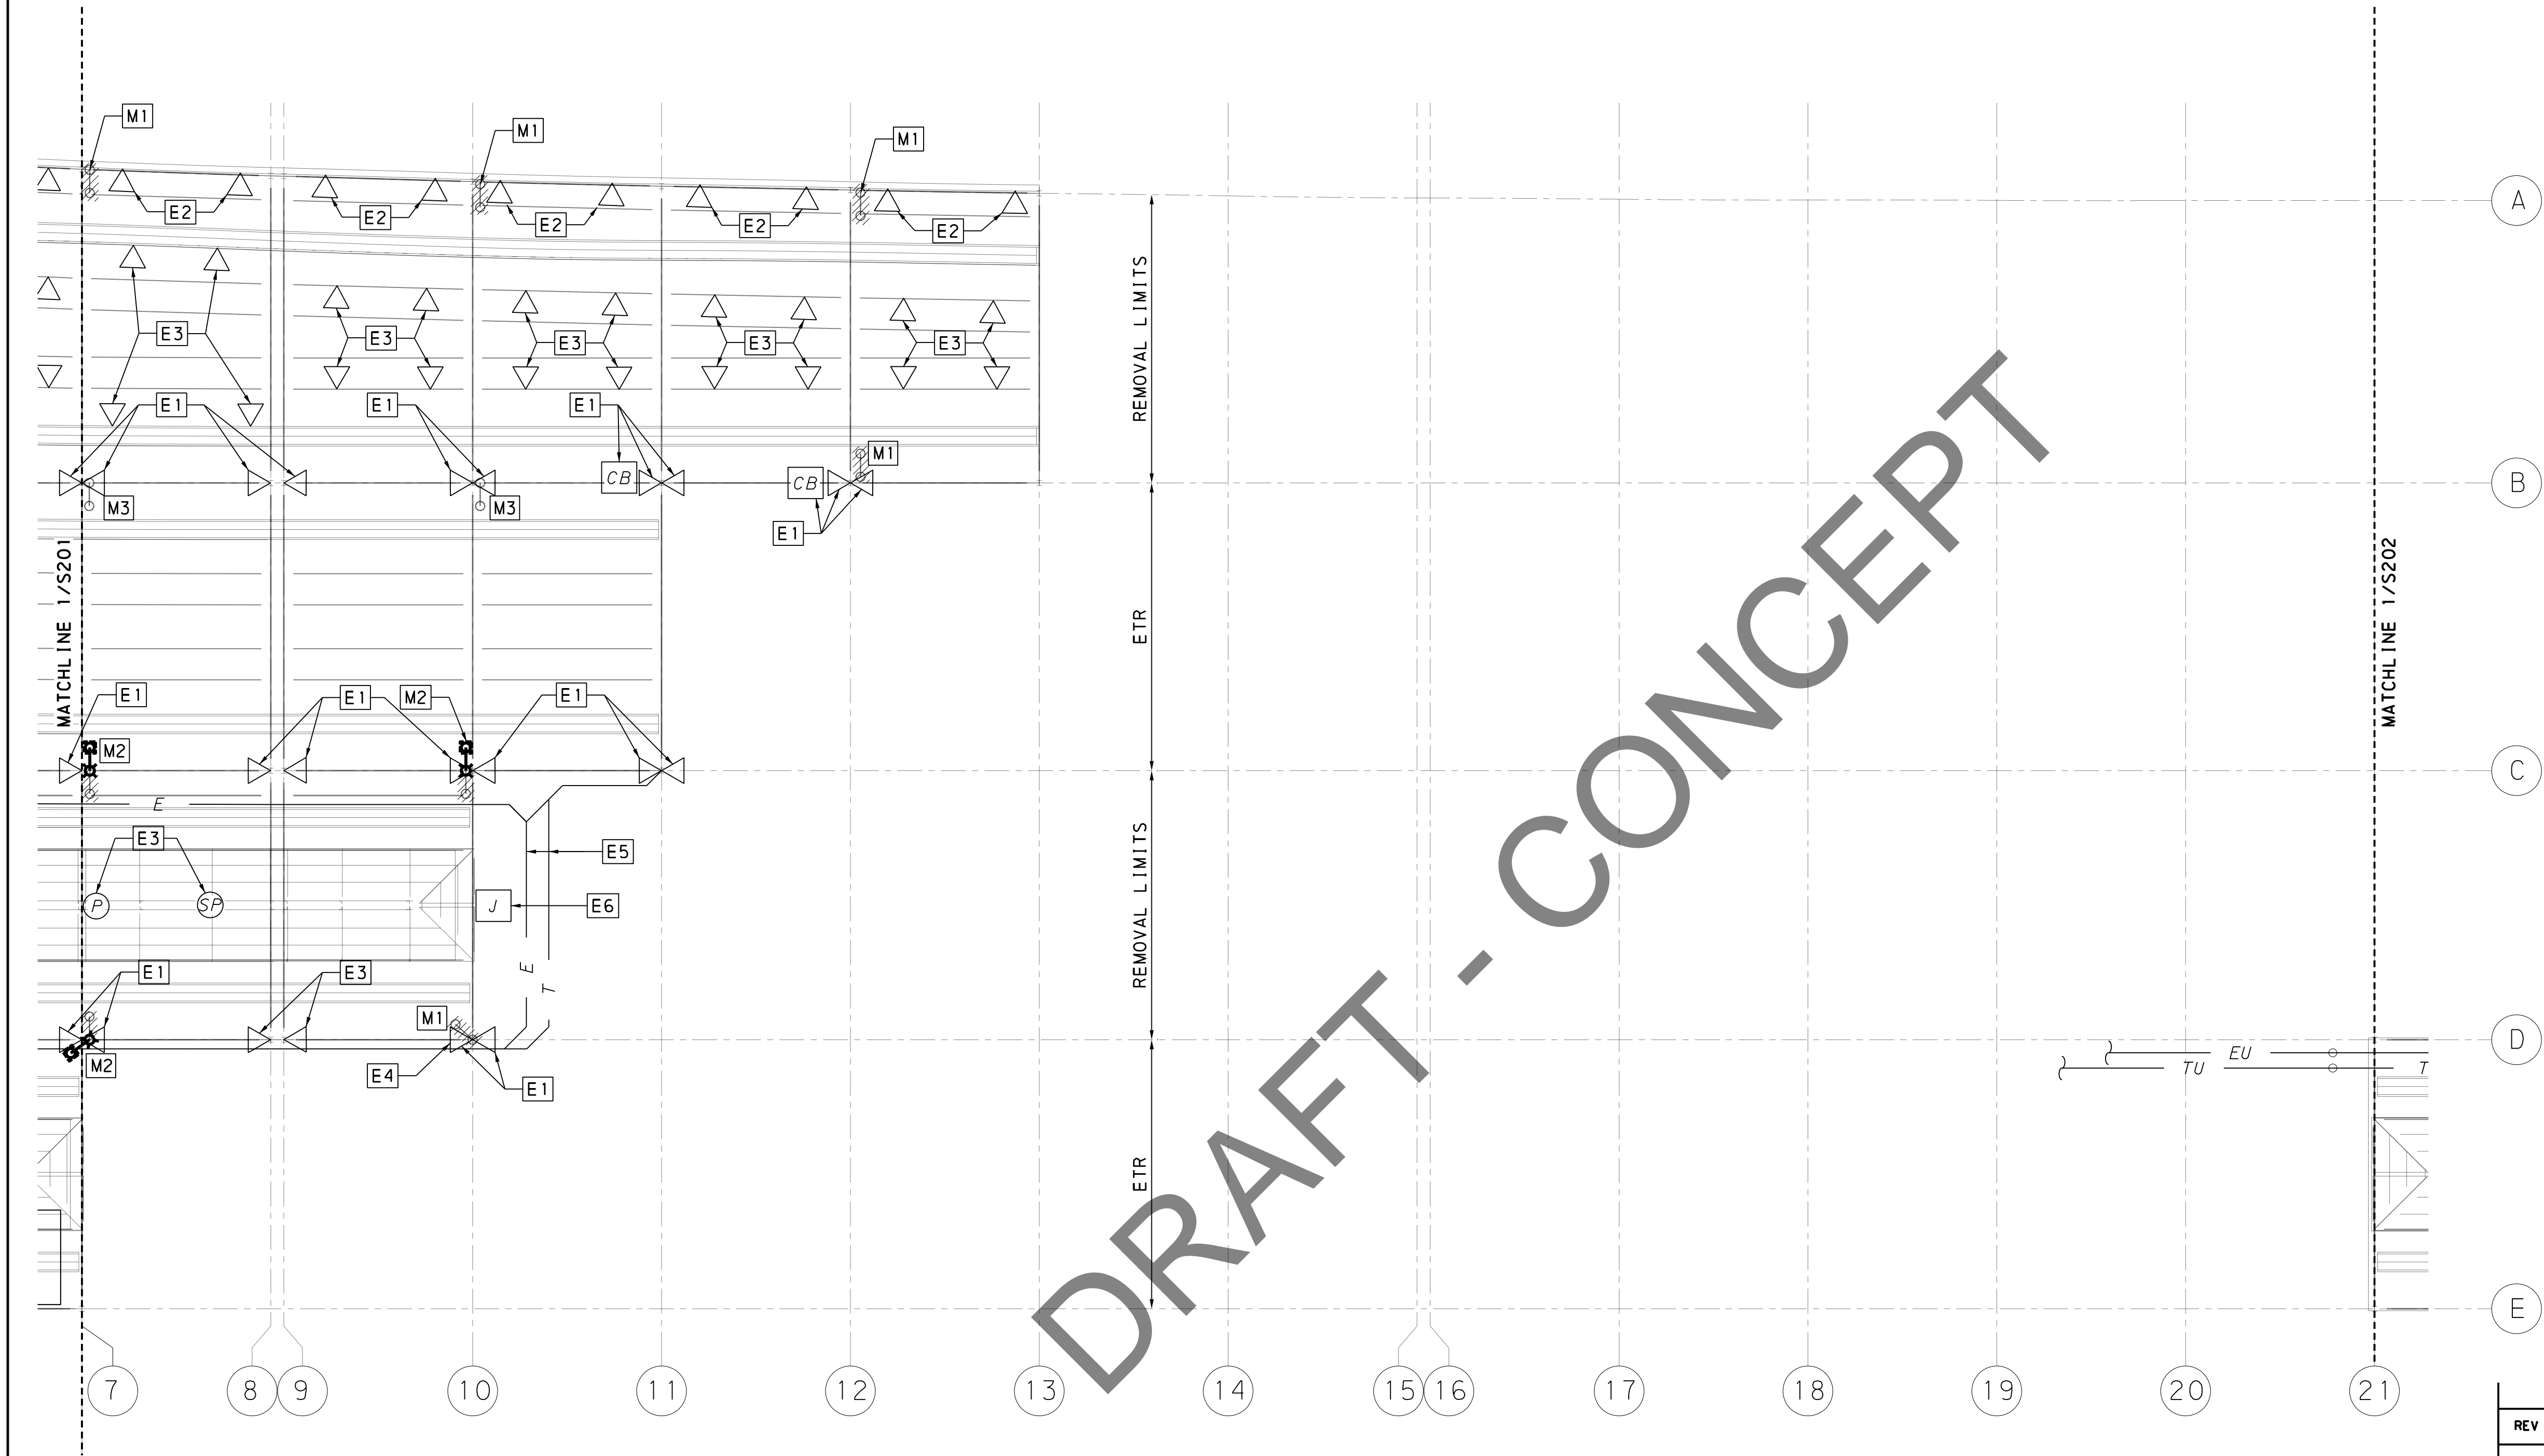 M1
M1
M1
A
E2
E2
E2
E2
E2
REMOVAL LIMITS
E3
E3
E3
E3
E3
E1
E1
E1
M1
CB
CB
B
M3
M3
E1
MATCHLINE 1/S201
ETR
MATCHLINE 1/S202
E1
E1
M2
E1
M2
C
E
E3
E5
REMOVAL LIMITS
P
SP
J
E6
E1
E3
E
T
M1
D
M2
E4
E1
EU
TU
T
ETR
E
7
8
9
10
11
12
13
14
15
16
17
18
19
20
21
REV
DRAFT - CONCEPT